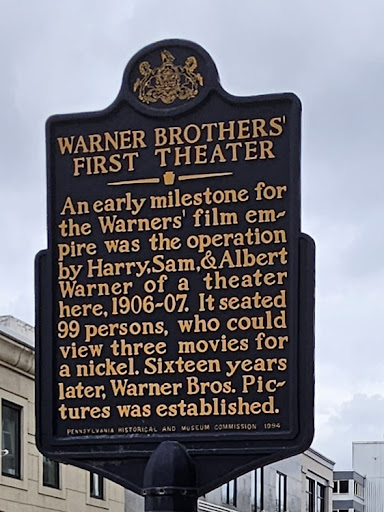 WARNER BROTHERS'
FIRST THEATER
An early milestone for
the Warners' film em-
pire was the operation
by Harry, Sam, & Albert
Warner of a theater
here, 1906-07. It seated
99 persons, who could
view three movies for
a nickel. Sixteen years
later, Warner Bros. Pic-
tures was established.
PENNSYLVANIA HISTORICAL AND MUSEUM COMMISSION 1994